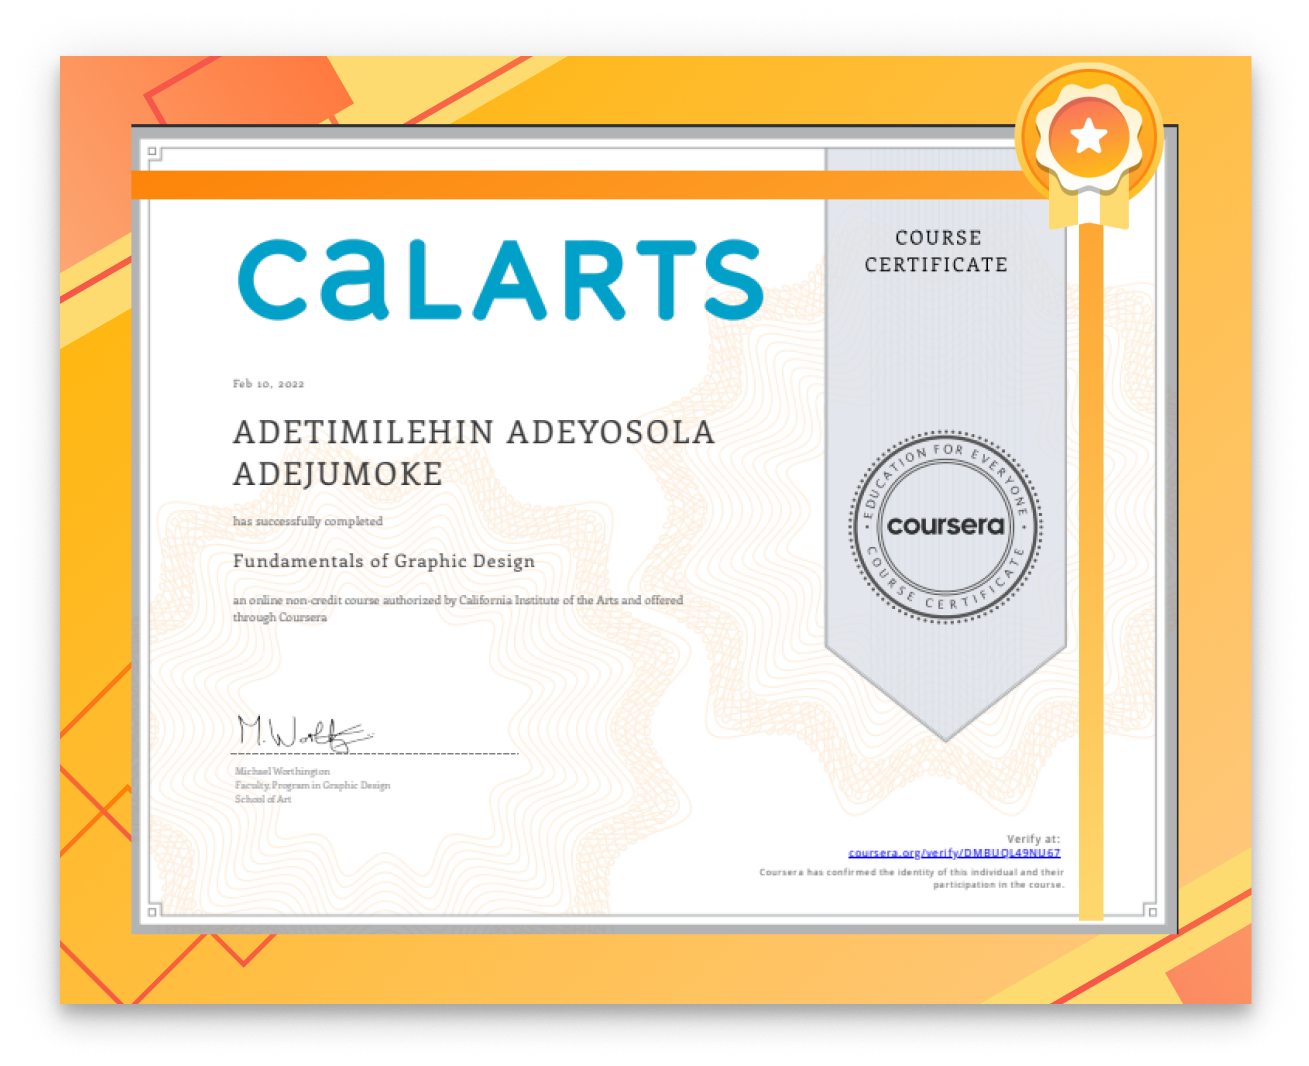 CALARTS
COURSE
CERTIFICATE
Feb 10, 2022
ADETIMILEHIN ADEYOSOLA
ADEJUMOKE
has successfully completed
Fundamentals of Graphic Design
an online non-credit course authorized by California Institute of the Arts and offered
through Coursera
EDUCATION FOR EVERYONE
coursera
COURSE CERTIFICATE
M. Worth
Michael Worthington
Faculty, Program in Graphic Design
School of Art
Verify at:
coursera.org/verify/DMBUQL49NU67
Coursera has confirmed the identity of this individual and their
participation in the course.